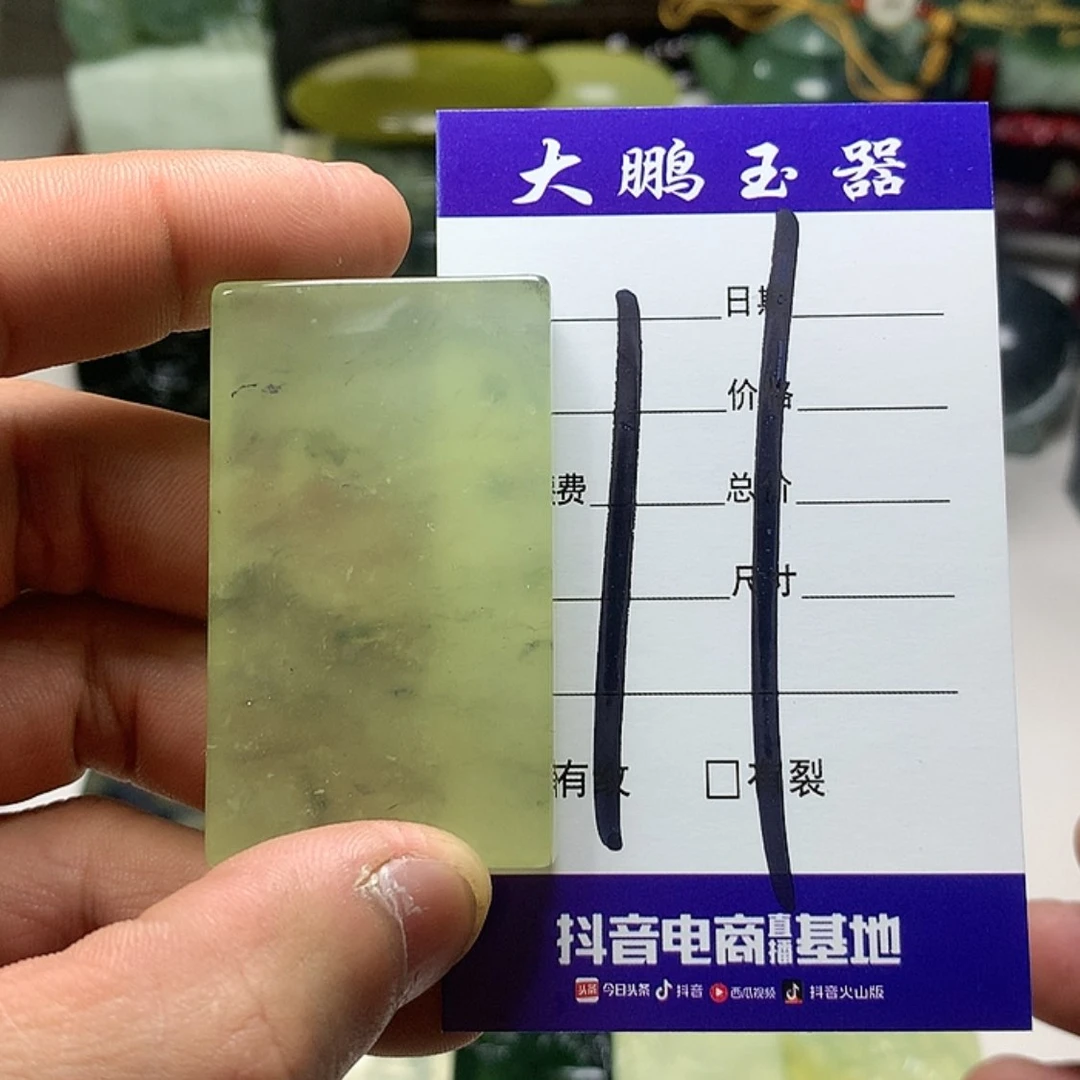 大鹏玉器
日期
价格
费 总价
尺寸
有纹 □有裂
抖音电商直播基地
今日头条 抖音 西瓜视频 抖音火山版